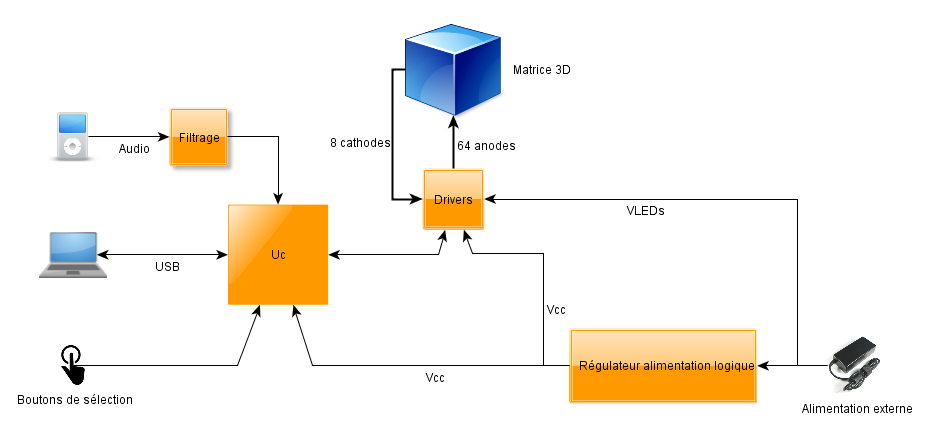 Matrice 3D
Filtrage
Audio
8 cathodes
64 anodes
Drivers
VLEDs
Uc
USB
Vcc
Régulateur alimentation logique
Vcc
Boutons de sélection
Alimentation externe